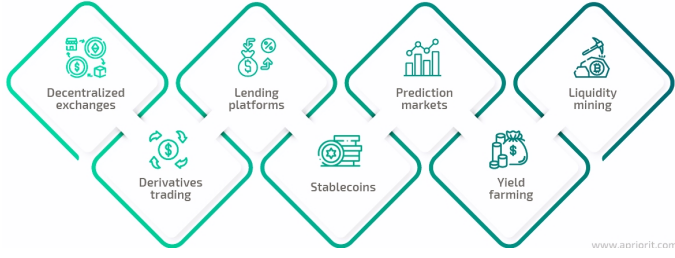 Decentralized
exchanges
Lending
platforms
Prediction
markets
Liquidity
mining
Derivatives
trading
Stablecoins
Yield
farming
www.apriorit.com